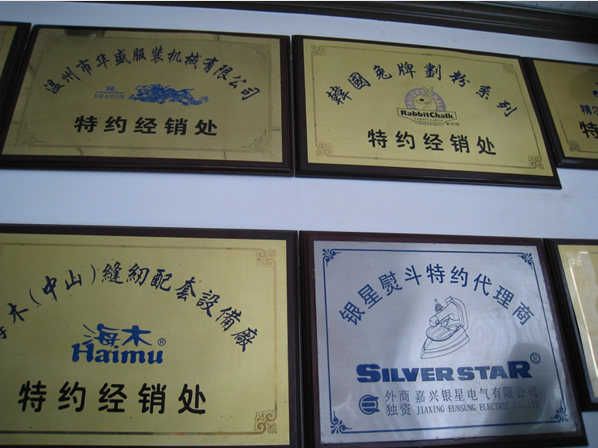 温州市华盛服装机械有限公司
DRAGON
特约经销处
韓國兔牌劃粉系列
RabbitChalk
特约经销处
木(中山)縫紉配套設備廠
海木®
Haimu
特约经销处
银星熨斗特约代理商
SILVER STAR®
外商独资 嘉兴银星电气有限公司
JIAXING EUNSUNG ELECTRIC CO., LTD